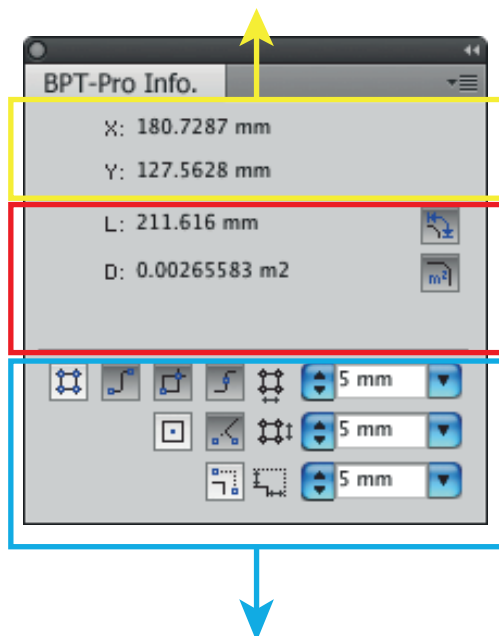 BPT-Pro Info.
X: 180.7287 mm
Y: 127.5628 mm
L: 211.616 mm
D: 0.00265583 m2
m²
5 mm
5 mm
5 mm